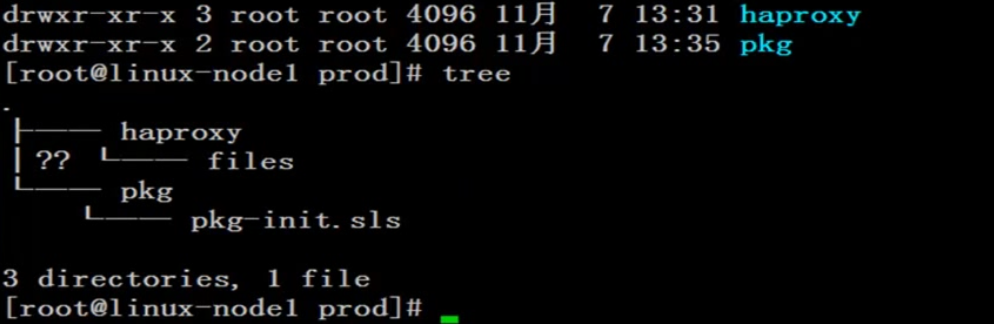 drwxr-xr-x 3 root root 4096 11月  7 13:31 haproxy
drwxr-xr-x 2 root root 4096 11月  7 13:35 pkg
[root@linux-node1 prod]# tree
.
├── haproxy
│?? └── files
└── pkg
    └── pkg-init.sls
3 directories, 1 file
[root@linux-node1 prod]#